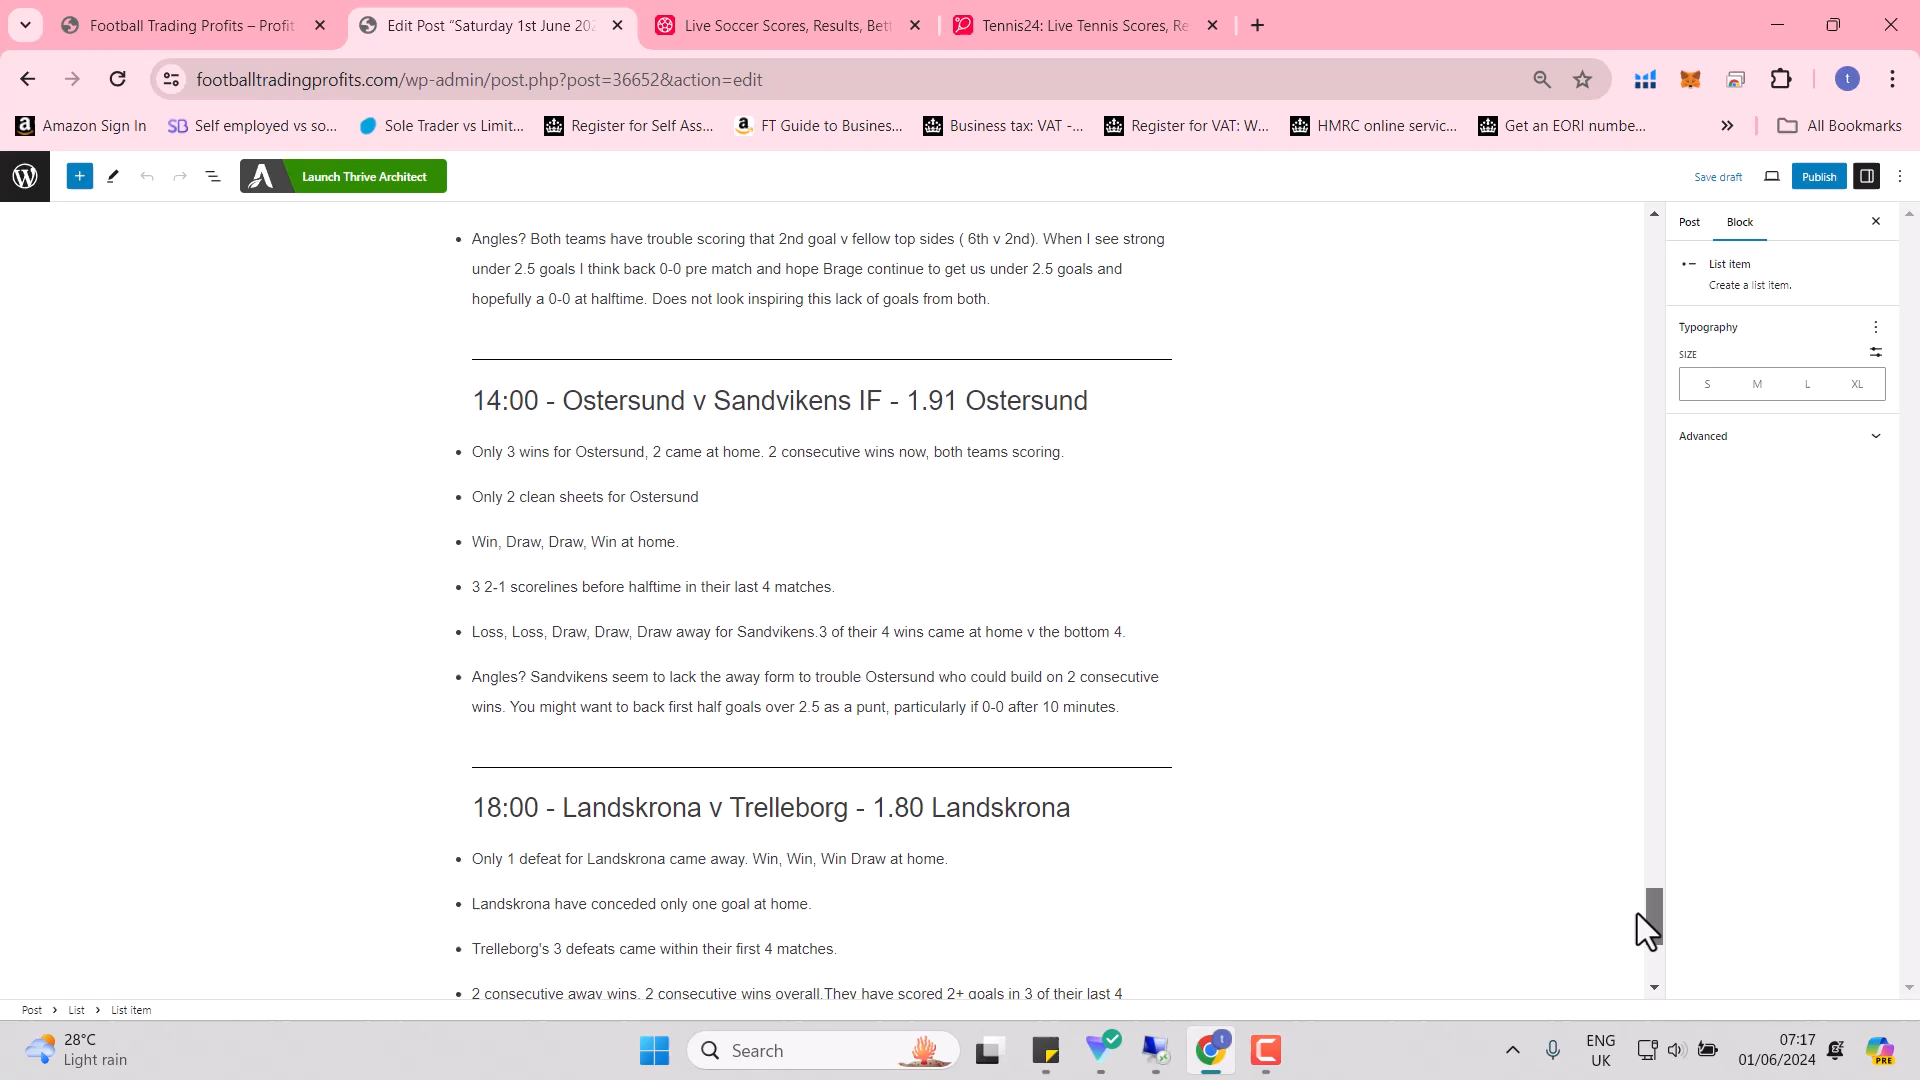 Football Trading Profits – Profit
Edit Post “Saturday 1st June 202
Live Soccer Scores, Results, Bett
Tennis24: Live Tennis Scores, Re
footballtradingprofits.com/wp-admin/post.php?post=36652&action=edit
t
Amazon Sign In
SB Self employed vs so...
Sole Trader vs Limit...
Register for Self Ass...
FT Guide to Busines...
Business tax: VAT -...
Register for VAT: W...
HMRC online servic...
Get an EORI numbe...
All Bookmarks
Launch Thrive Architect
Save draft
Publish
Post
Block
List item
Create a list item.
Typography
SIZE
S M L XL
Advanced
• Angles? Both teams have trouble scoring that 2nd goal v fellow top sides ( 6th v 2nd). When I see strong
under 2.5 goals I think back 0-0 pre match and hope Brage continue to get us under 2.5 goals and
hopefully a 0-0 at halftime. Does not look inspiring this lack of goals from both.
14:00 - Ostersund v Sandvikens IF - 1.91 Ostersund
• Only 3 wins for Ostersund, 2 came at home. 2 consecutive wins now, both teams scoring.
• Only 2 clean sheets for Ostersund
• Win, Draw, Draw, Win at home.
• 3 2-1 scorelines before halftime in their last 4 matches.
• Loss, Loss, Draw, Draw, Draw away for Sandvikens.3 of their 4 wins came at home v the bottom 4.
• Angles? Sandvikens seem to lack the away form to trouble Ostersund who could build on 2 consecutive
wins. You might want to back first half goals over 2.5 as a punt, particularly if 0-0 after 10 minutes.
18:00 - Landskrona v Trelleborg - 1.80 Landskrona
• Only 1 defeat for Landskrona came away. Win, Win, Win Draw at home.
• Landskrona have conceded only one goal at home.
• Trelleborg's 3 defeats came within their first 4 matches.
• 2 consecutive away wins. 2 consecutive wins overall.They have scored 2+ goals in 3 of their last 4
Post › List › List item
28°C
Light rain
Search
ENG
UK
07:17
01/06/2024
PRE